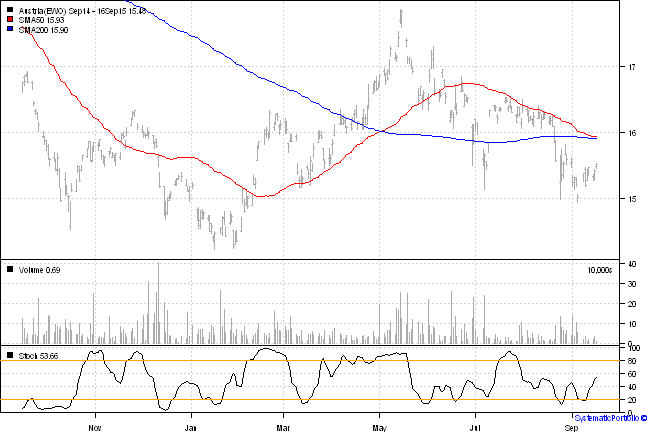 Austria(EWO) Sep14 - 16Sep15 15.48
SMA50 15.93
SMA200 15.90
17
16
15
Volume 0.69
10,000s
40
30
20
10
0
Stoch 53.66
100
80
60
40
20
0
Nov
Jan
Mar
May
Jul
Sep
SystematicPortfolio ©